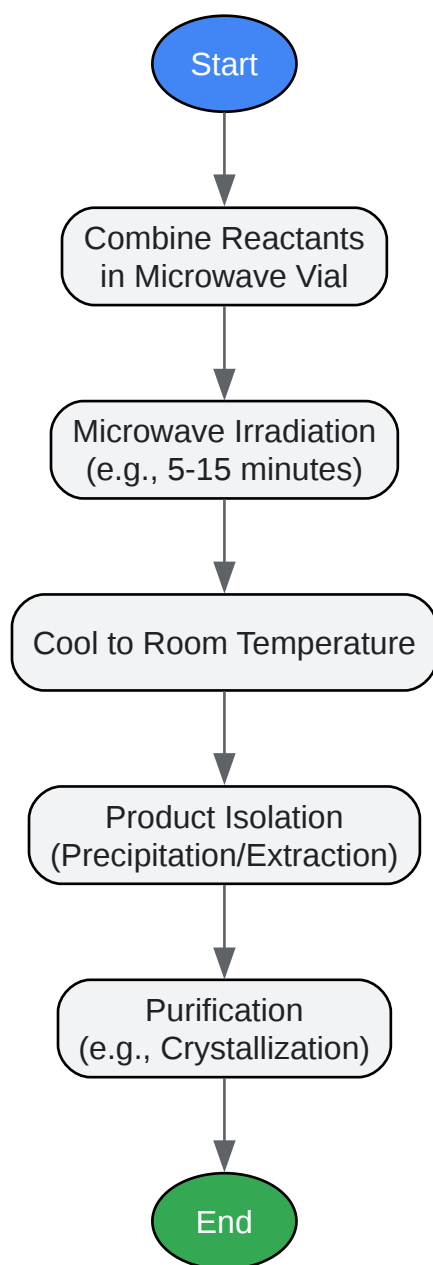 Start
Combine Reactants
in Microwave Vial
Microwave Irradiation
(e.g., 5-15 minutes)
Cool to Room Temperature
Product Isolation
(Precipitation/Extraction)
Purification
(e.g., Crystallization)
End